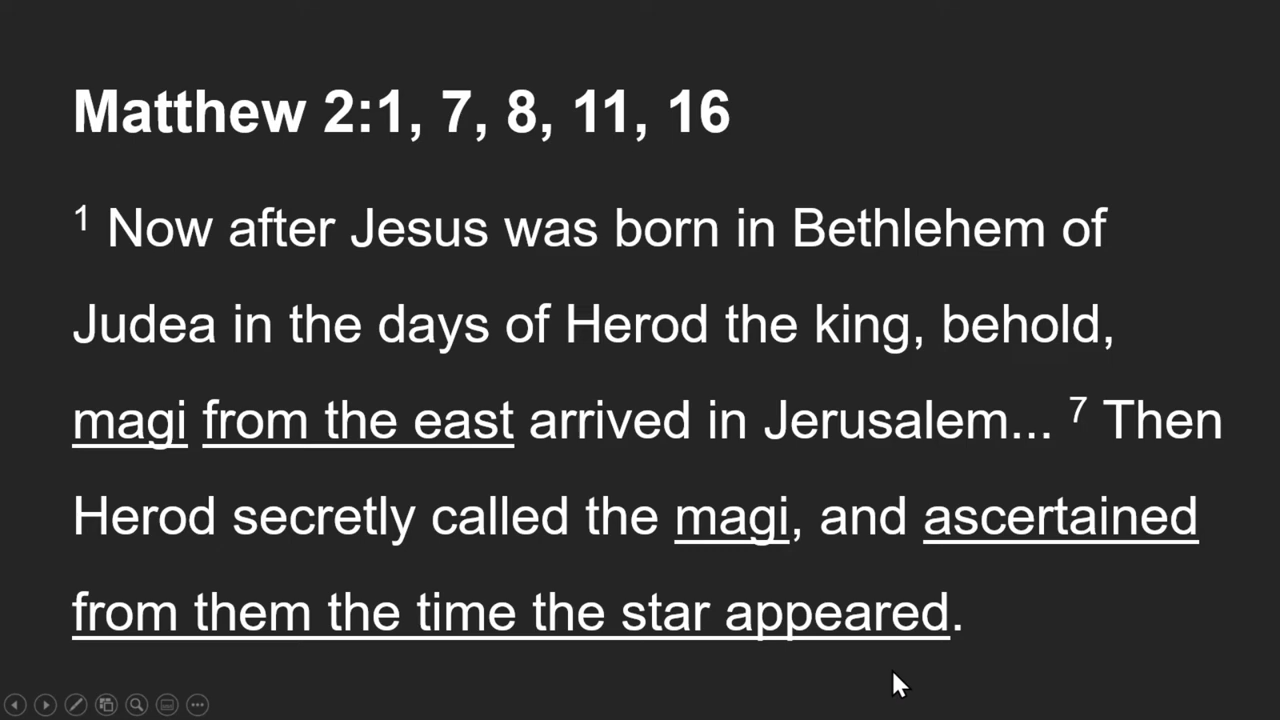 Matthew 2:1, 7, 8, 11, 16
¹ Now after Jesus was born in Bethlehem of
Judea in the days of Herod the king, behold,
magi from the east arrived in Jerusalem... ⁷ Then
Herod secretly called the magi, and ascertained
from them the time the star appeared.